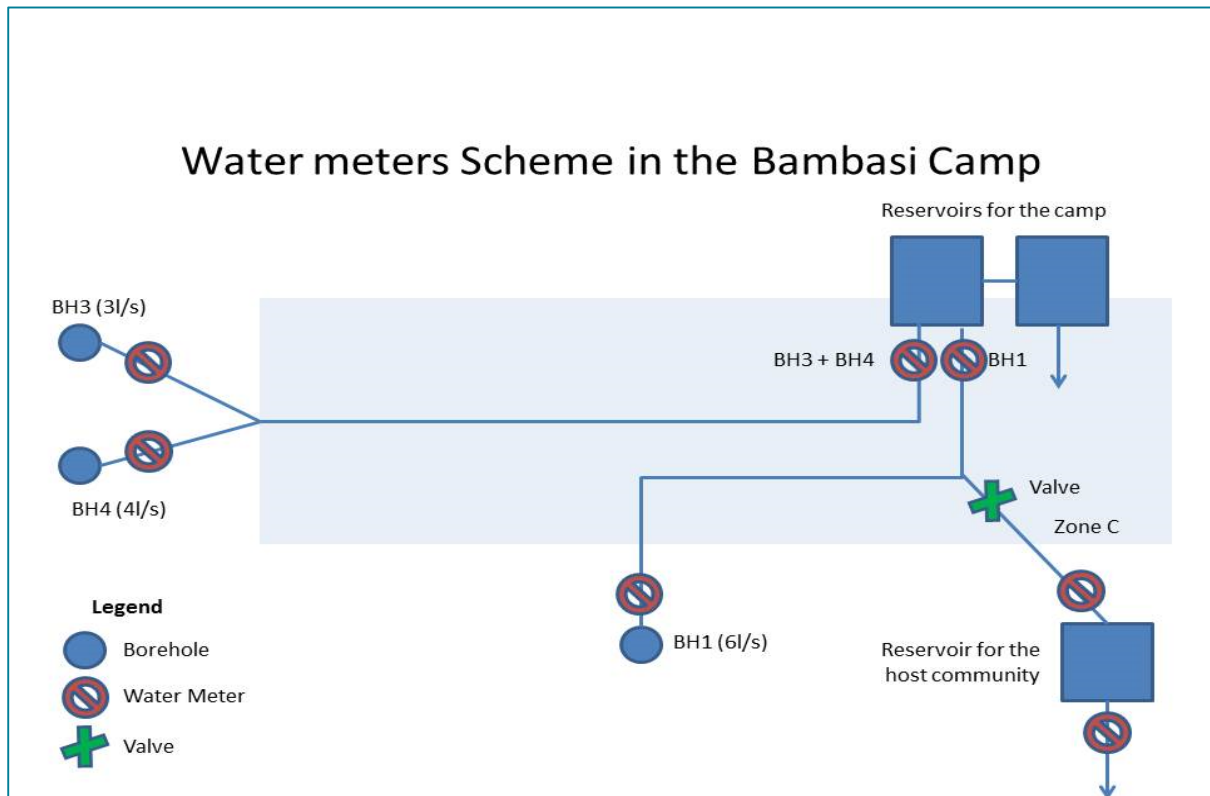 Water meters Scheme in the Bambasi Camp
Reservoirs for the camp
BH3 (3l/s)
BH3 + BH4
BH1
BH4 (4l/s)
Valve
Zone C
Legend
Borehole
Water Meter
Valve
BH1 (6l/s)
Reservoir for the
host community